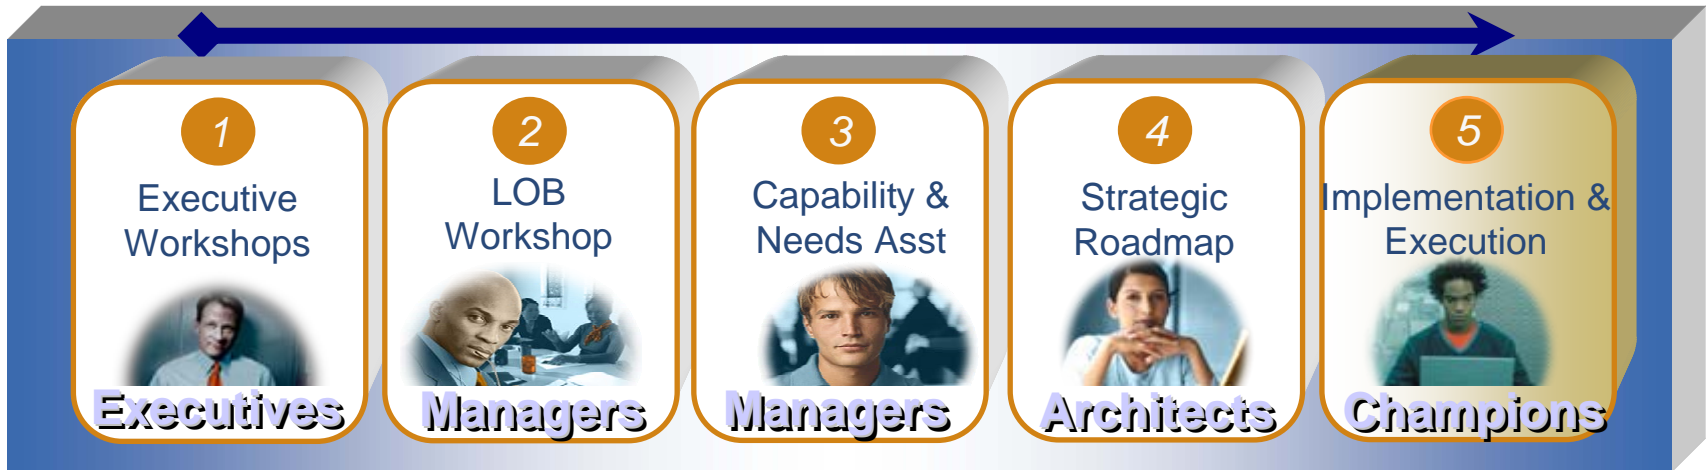 1
Executive
Workshops
Executives
2
LOB
Workshop
Managers
3
Capability &
Needs Asst
Managers
4
Strategic
Roadmap
Architects
5
Implementation &
Execution
Champions